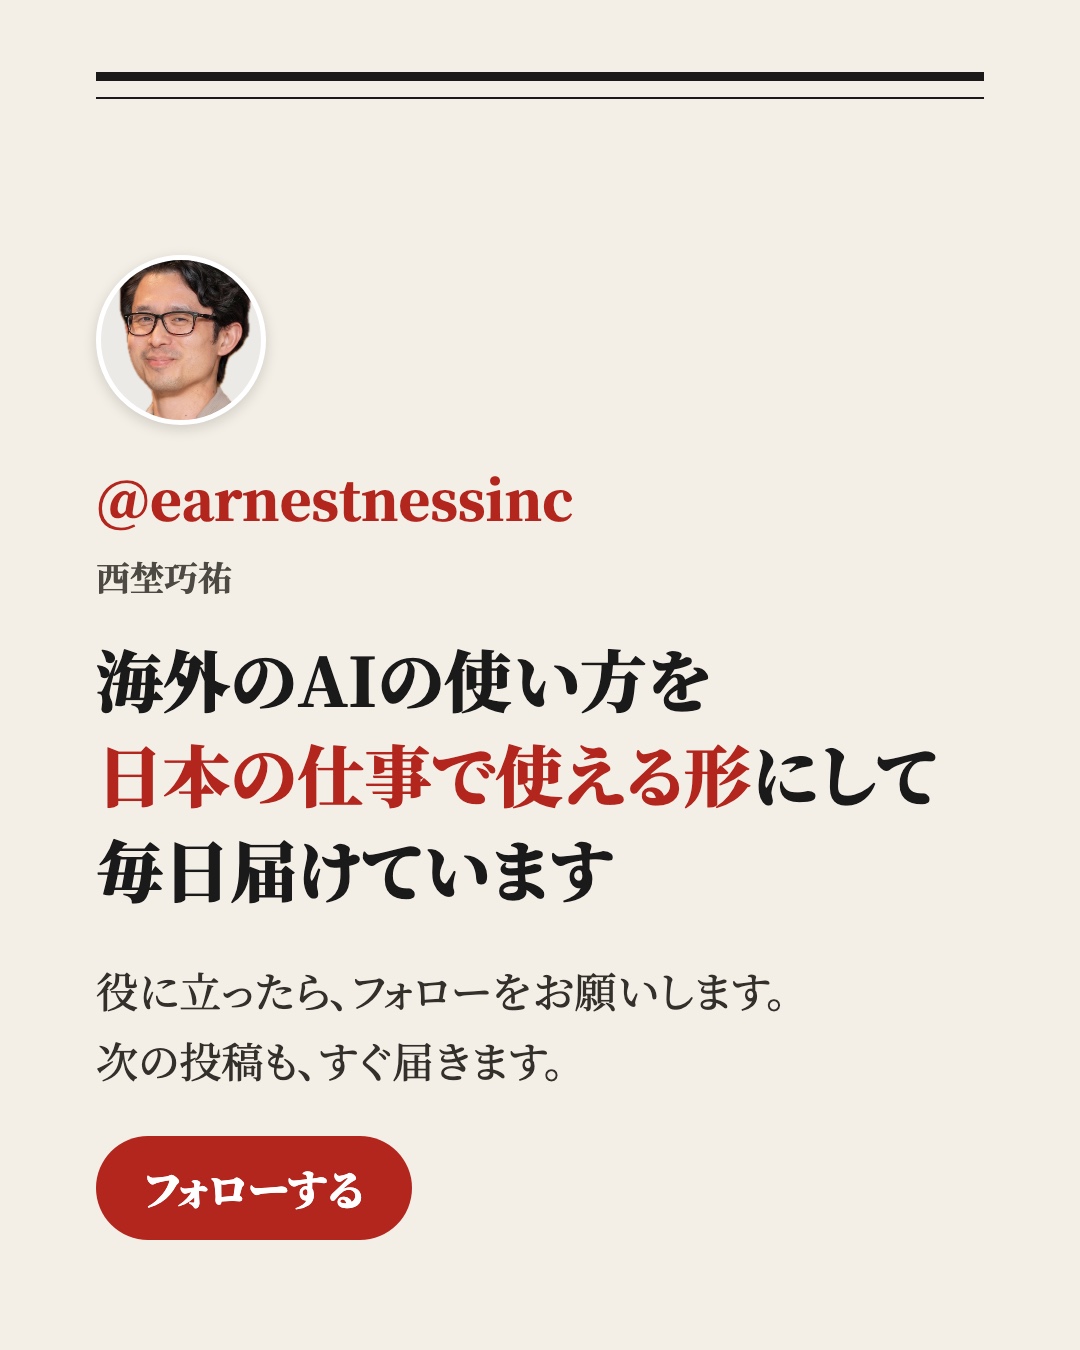 @earnestnessinc
西埜巧祐
海外のAIの使い方を
日本の仕事で使える形にして
毎日届けています
役に立ったら、フォローをお願いします。
次の投稿も、すぐ届きます。
フォローする